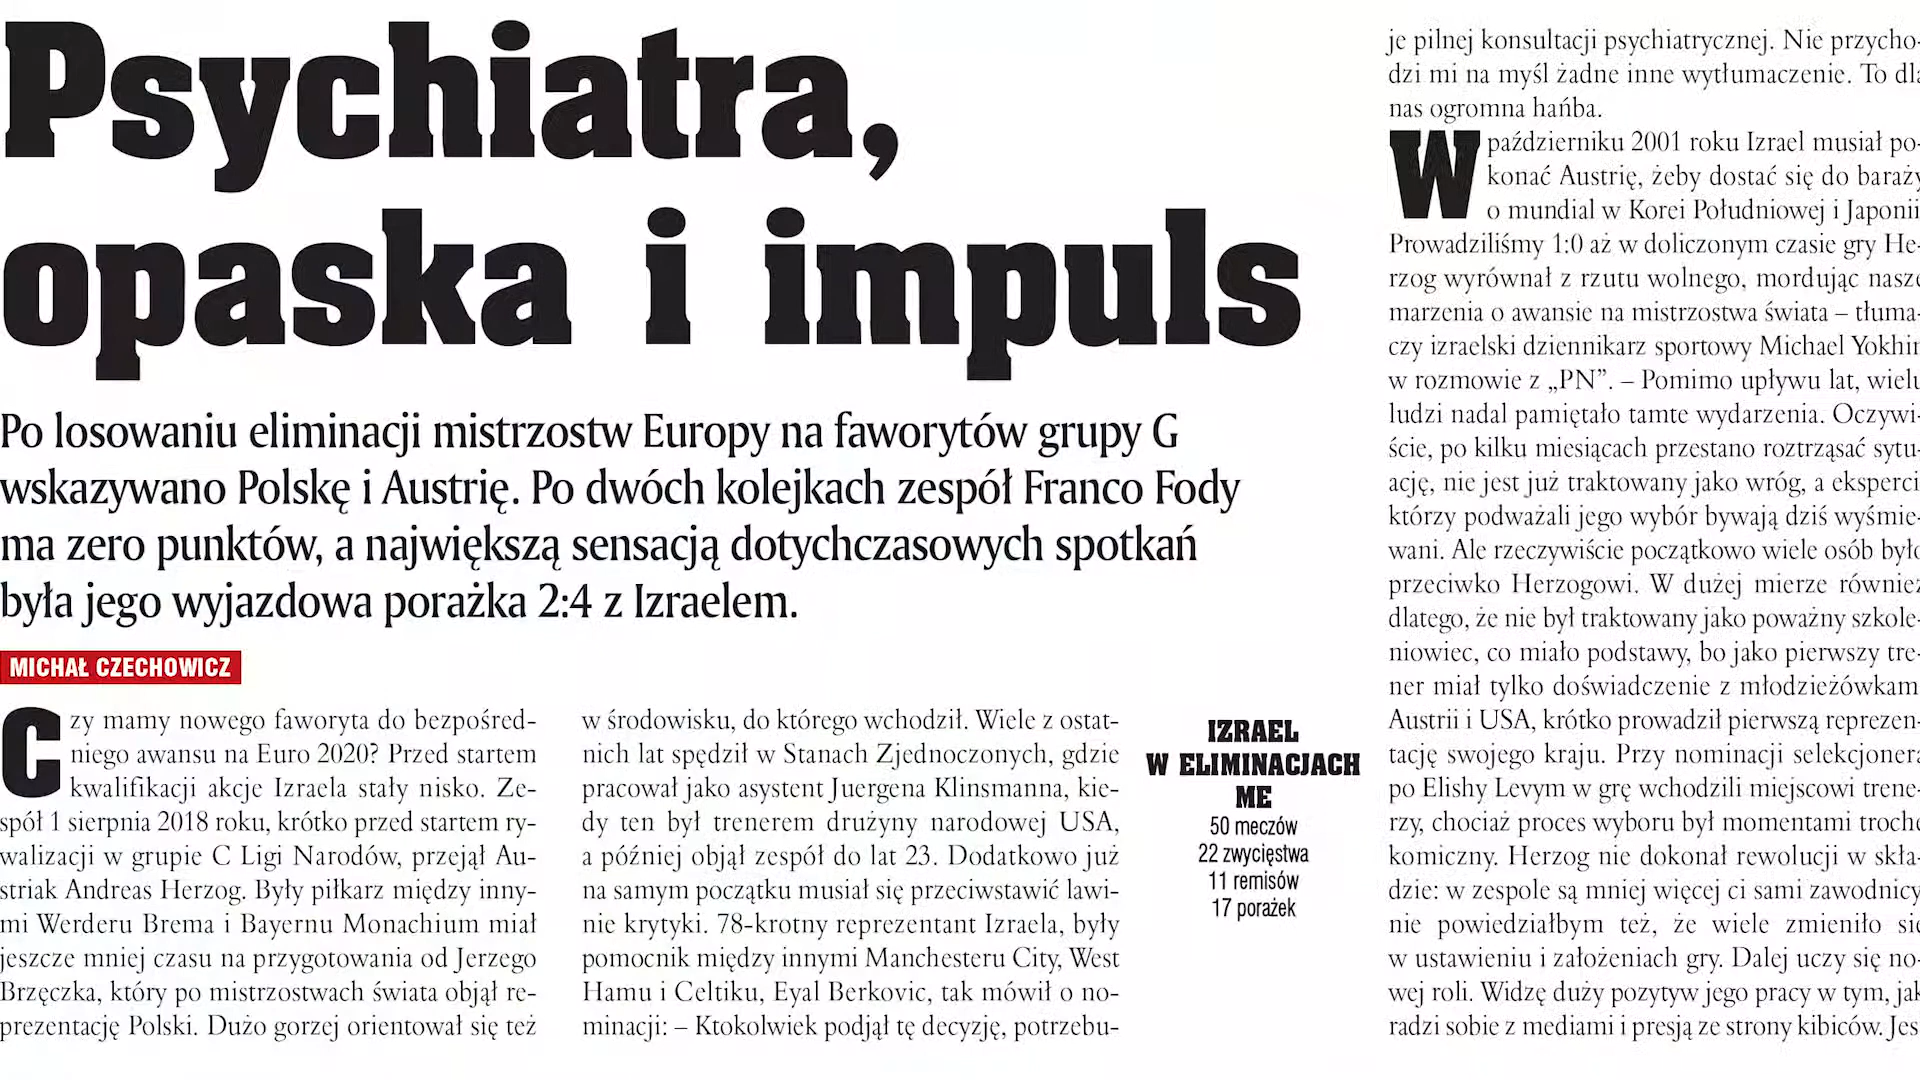 Psychiatra,
opaska i impuls
Po losowaniu eliminacji mistrzostw Europy na faworytów grupy G
wskazywano Polskę i Austrię. Po dwóch kolejkach zespół Franco Fody
ma zero punktów, a największą sensacją dotychczasowych spotkań
była jego wyjazdowa porażka 2:4 z Izraelem.
MICHAŁ CZECHOWICZ
Czy mamy nowego faworyta do bezpośred-
niego awansu na Euro 2020? Przed startem
kwalifikacji akcje Izraela stały nisko. Ze-
spół 1 sierpnia 2018 roku, krótko przed startem ry-
walizacji w grupie C Ligi Narodów, przejął Au-
striak Andreas Herzog. Były piłkarz między inny-
mi Werderu Brema i Bayernu Monachium miał
jeszcze mniej czasu na przygotowania od Jerzego
Brzęczka, który po mistrzostwach świata objął re-
prezentację Polski. Dużo gorzej orientował się też
w środowisku, do którego wchodził. Wiele z ostat-
nich lat spędził w Stanach Zjednoczonych, gdzie
pracował jako asystent Juergena Klinsmanna, kie-
dy ten był trenerem drużyny narodowej USA,
a później objął zespół do lat 23. Dodatkowo już
na samym początku musiał się przeciwstawić lawi-
nie krytyki. 78-krotny reprezentant Izraela, były
pomocnik między innymi Manchesteru City, West
Hamu i Celtiku, Eyal Berkovic, tak mówił o no-
minacji: – Ktokolwiek podjął tę decyzję, potrzebu-
IZRAEL
W ELIMINACJACH
ME
50 meczów
22 zwycięstwa
11 remisów
17 porażek
je pilnej konsultacji psychiatrycznej. Nie przycho-
dzi mi na myśl żadne inne wytłumaczenie. To dla
nas ogromna hańba.
W październiku 2001 roku Izrael musiał po-
konać Austrię, żeby dostać się do baraży
o mundial w Korei Południowej i Japonii
Prowadziliśmy 1:0 aż w doliczonym czasie gry He-
rzog wyrównał z rzutu wolnego, mordując nasze
marzenia o awansie na mistrzostwa świata – tłuma-
czy izraelski dziennikarz sportowy Michael Yokhin
w rozmowie z „PN”. – Pomimo upływu lat, wielu
ludzi nadal pamiętało tamte wydarzenia. Oczywi-
ście, po kilku miesiącach przestano roztrząsać sytu-
ację, nie jest już traktowany jako wróg, a eksperci
którzy podważali jego wybór bywają dziś wyśmie-
wani. Ale rzeczywiście początkowo wiele osób było
przeciwko Herzogowi. W dużej mierze również
dlatego, że nie był traktowany jako poważny szkole-
niowiec, co miało podstawy, bo jako pierwszy tre-
ner miał tylko doświadczenie z młodzieżówkami
Austrii i USA, krótko prowadził pierwszą reprezen-
tację swojego kraju. Przy nominacji selekcjonera
po Elishy Levym w grę wchodzili miejscowi trene-
rzy, chociaż proces wyboru był momentami trochę
komiczny. Herzog nie dokonał rewolucji w skła-
dzie: w zespole są mniej więcej ci sami zawodnicy
nie powiedziałbym też, że wiele zmieniło się
w ustawieniu i założeniach gry. Dalej uczy się no-
wej roli. Widzę duży pozytyw jego pracy w tym, jak
radzi sobie z mediami i presją ze strony kibiców. Jes